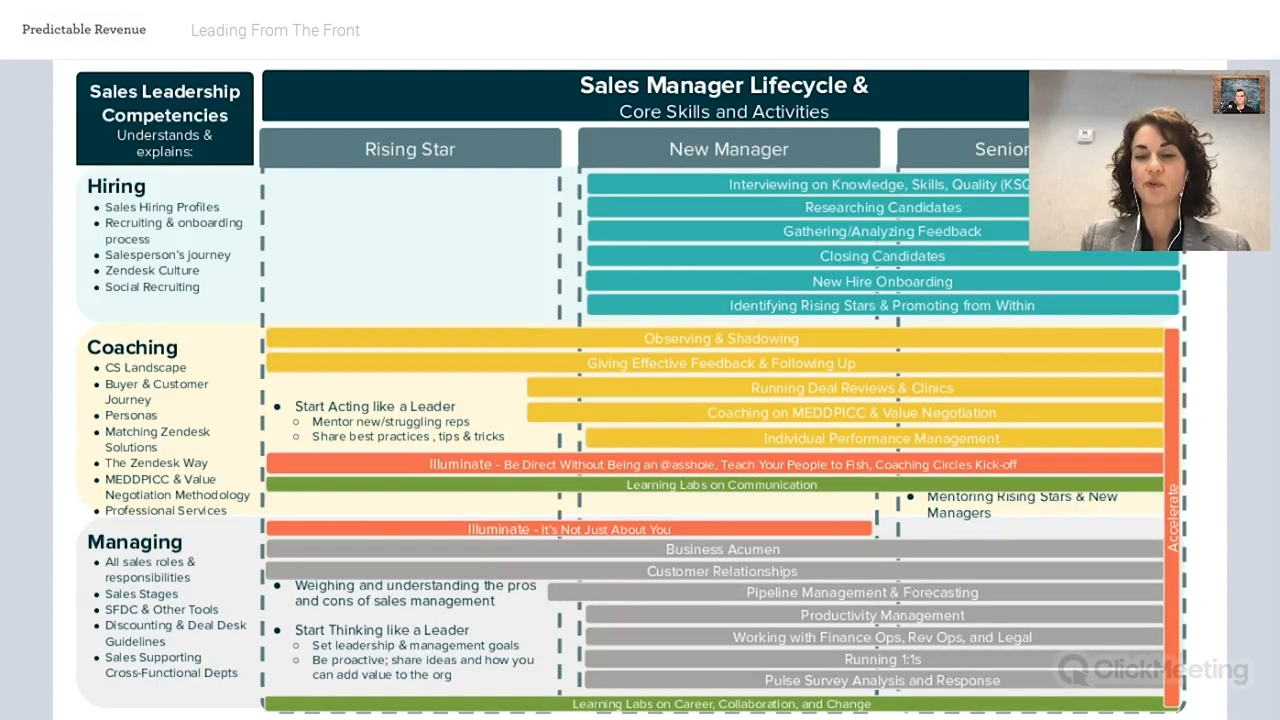 Predictable Revenue
Leading From The Front
Sales Leadership
Competencies
Understands &
explains:
Sales Manager Lifecycle &
Core Skills and Activities
Rising Star
New Manager
Senior
Hiring
• Sales Hiring Profiles
• Recruiting & onboarding
process
• Salesperson's journey
• Zendesk Culture
• Social Recruiting
Interviewing on Knowledge, Skills, Quality (KSQ
Researching Candidates
Gathering/Analyzing Feedback
Closing Candidates
New Hire Onboarding
Identifying Rising Stars & Promoting from Within
Coaching
• CS Landscape
• Buyer & Customer
Journey
• Personas
• Matching Zendesk
Solutions
• The Zendesk Way
• MEDDPICC & Value
Negotiation Methodology
• Professional Services
Observing & Shadowing
Giving Effective Feedback & Following Up
Running Deal Reviews & Clinics
Coaching on MEDDPICC & Value Negotiation
Individual Performance Management
• Start Acting like a Leader
○ Mentor new/struggling reps
○ Share best practices , tips & tricks
Illuminate - Be Direct Without Being an @asshole, Teach Your People to Fish, Coaching Circles Kick-off
Learning Labs on Communication
• Mentoring Rising Stars & New
Managers
Accelerate
Managing
• All sales roles &
responsibilities
• Sales Stages
• SFDC & Other Tools
• Discounting & Deal Desk
Guidelines
• Sales Supporting
Cross-Functional Depts
Illuminate - It's Not Just About You
Business Acumen
Customer Relationships
• Weighing and understanding the pros
and cons of sales management
• Start Thinking like a Leader
○ Set leadership & management goals
○ Be proactive; share ideas and how you
can add value to the org
Pipeline Management & Forecasting
Productivity Management
Working with Finance Ops, Rev Ops, and Legal
Running 1:1s
Pulse Survey Analysis and Response
Learning Labs on Career, Collaboration, and Change
ClickMeeting